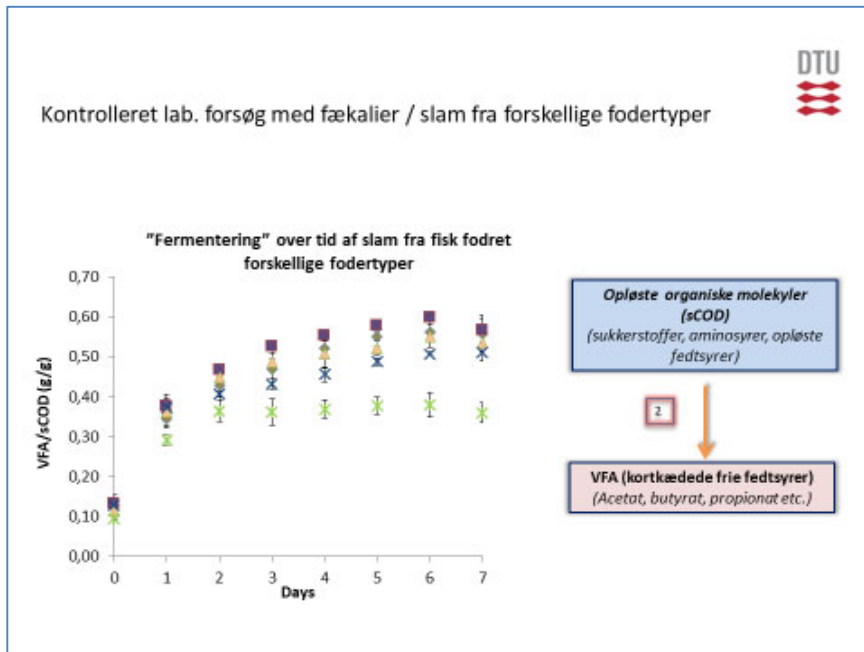 DTU
Kontrolleret lab. forsøg med fækalier / slam fra forskellige fodertyper
"Fermentering" over tid af slam fra fisk fodret
forskellige fodertyper
VFA/sCOD (g/g)
0,70
0,60
0,50
0,40
0,30
0,20
0,10
0,00
0 1 2 3 4 5 6 7
Days
Opløste organiske molekyler
(sCOD)
(sukkerstoffer, aminosyrer, opløste
fedtsyrer)
2
VFA (kortkædede frie fedtsyrer)
(Acetat, butyrat, propionat etc.)